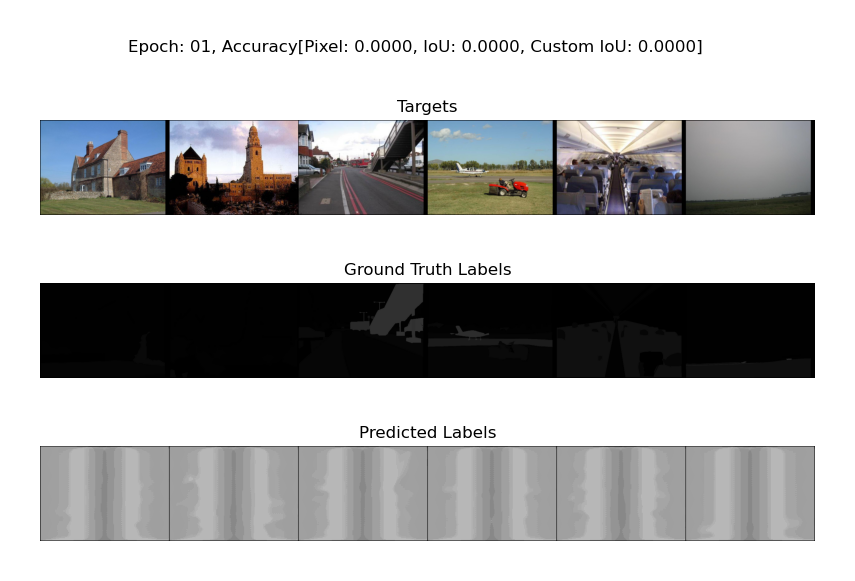 Epoch: 01, Accuracy[Pixel: 0.0000, IoU: 0.0000, Custom IoU: 0.0000]
Targets
Ground Truth Labels
Predicted Labels